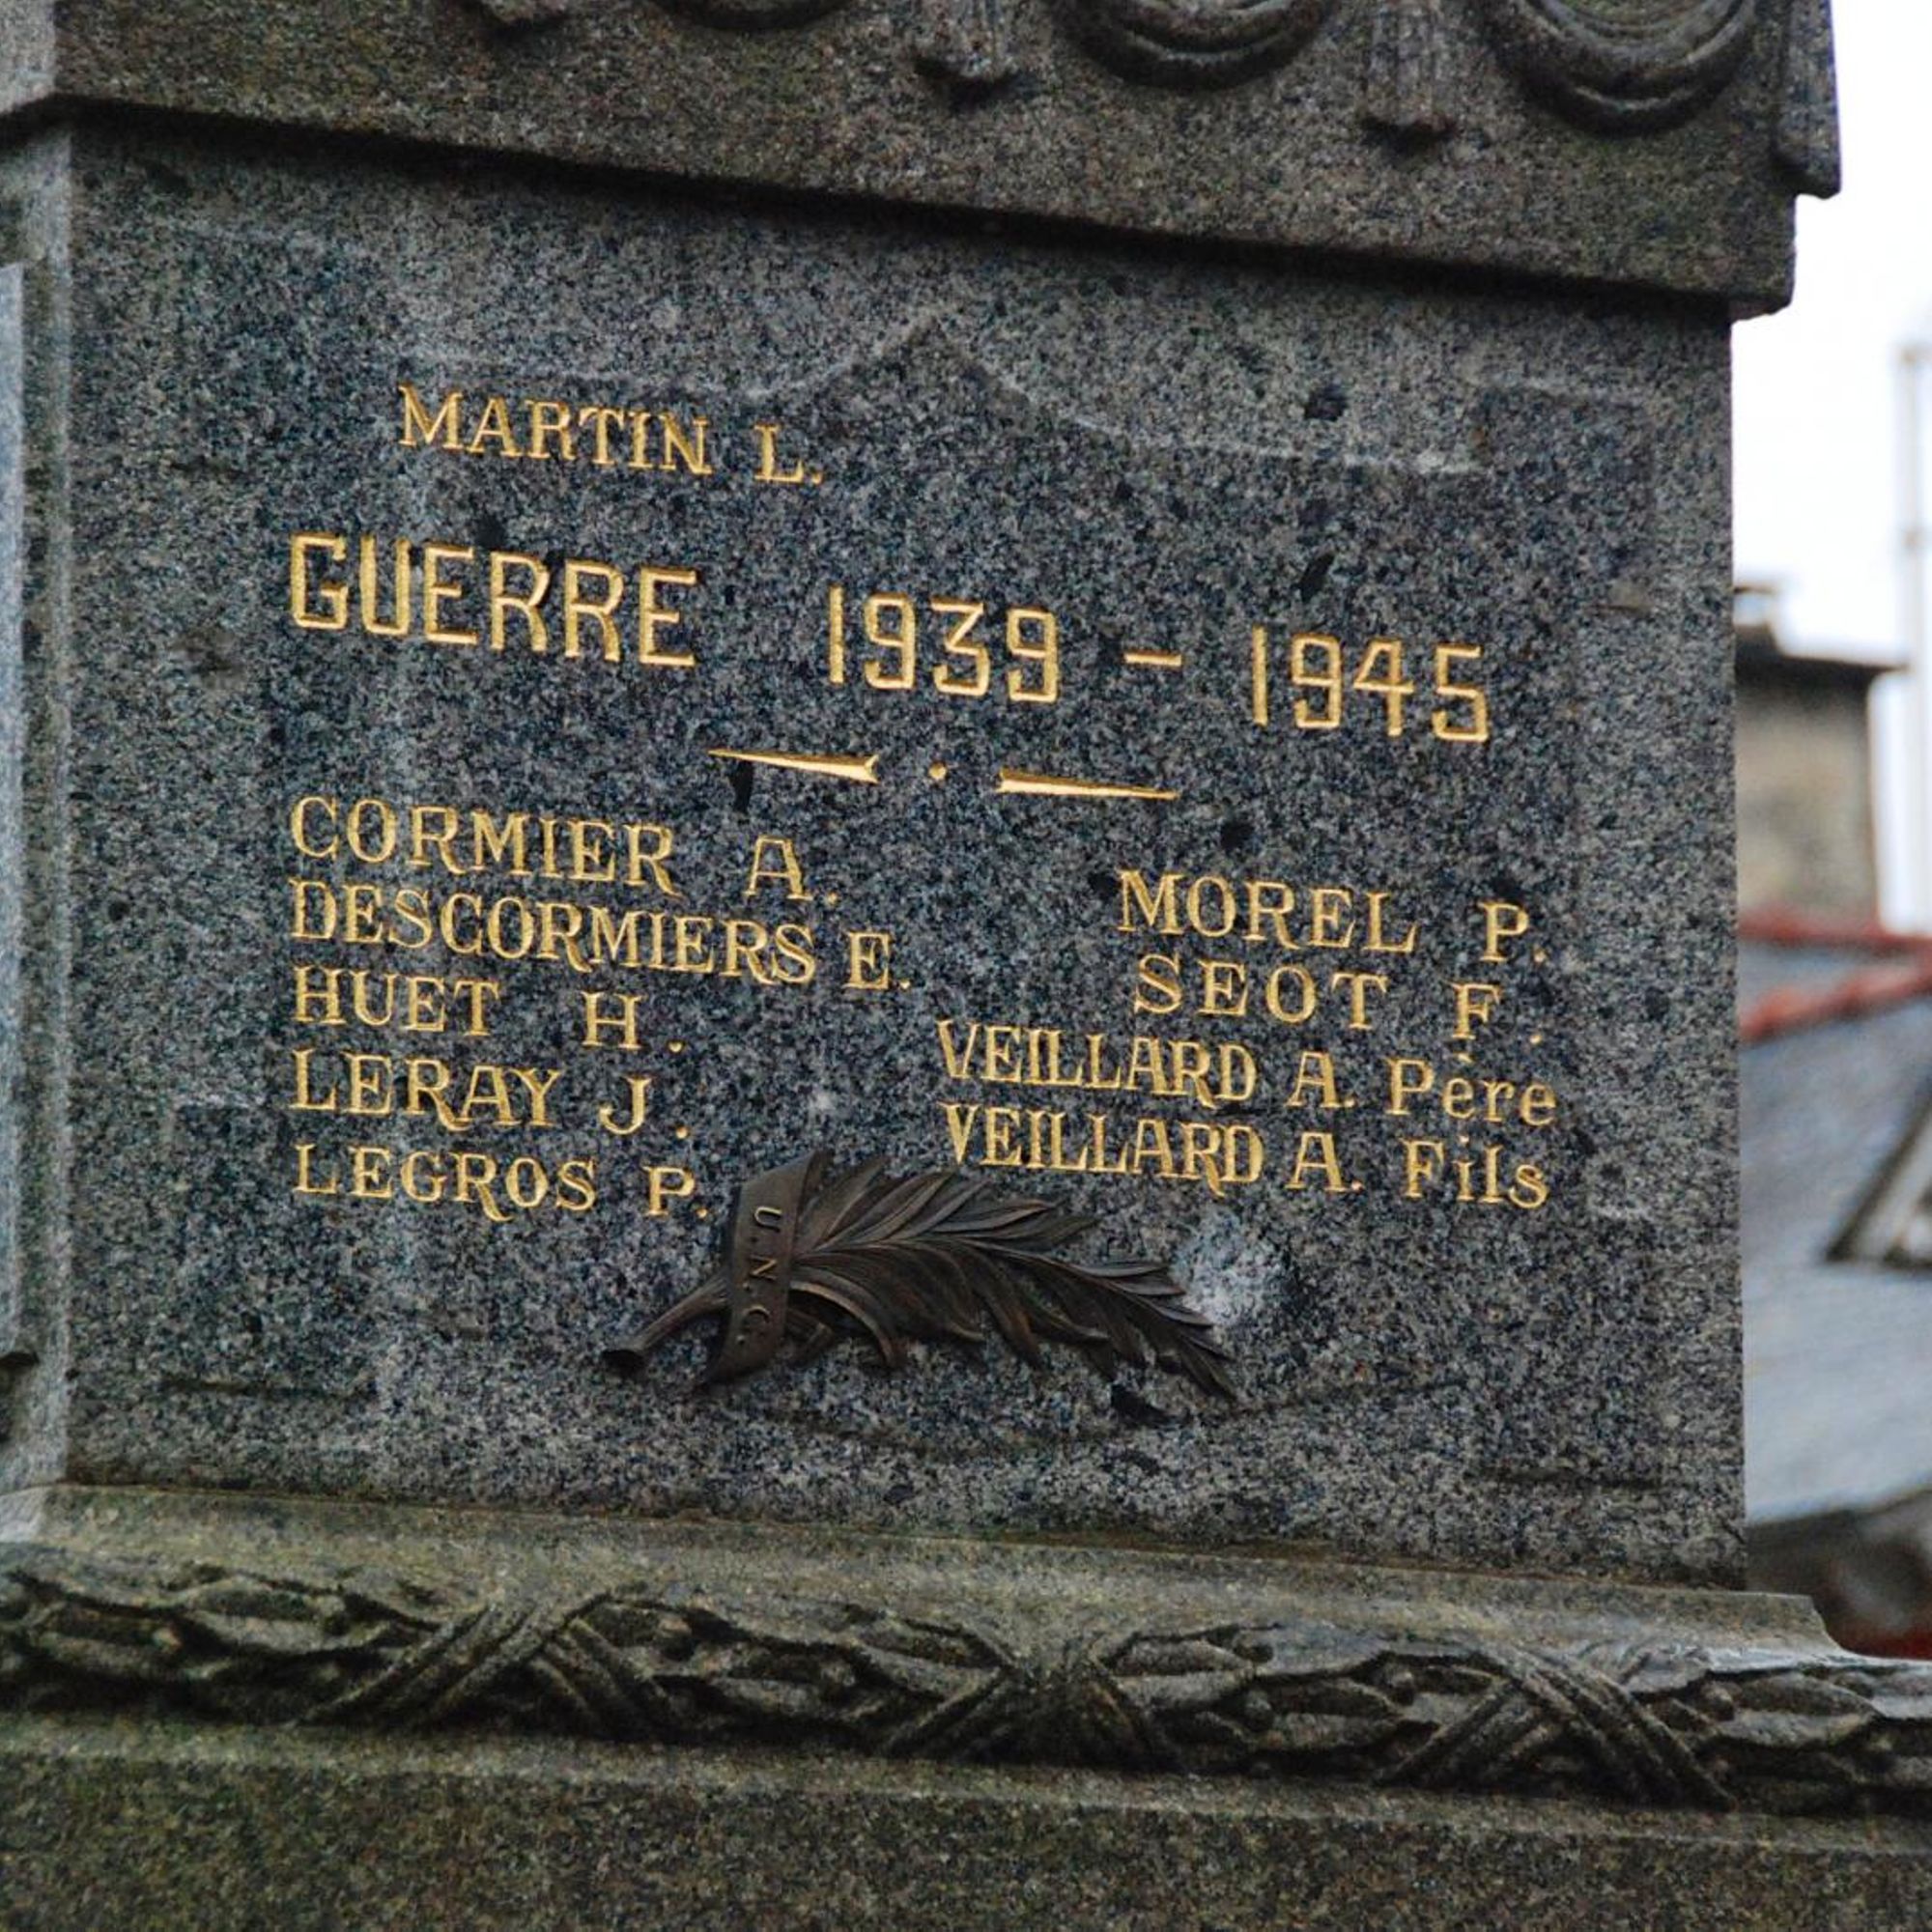 MARTIN L.
GUERRE 1939 - 1945
CORMIER A.
DESCORMIERS E.
HUET H.
LERAY J.
LEGROS P.
MOREL P.
SEOT F.
VEILLARD A. Père
VEILLARD A. Fils
U.N.C.